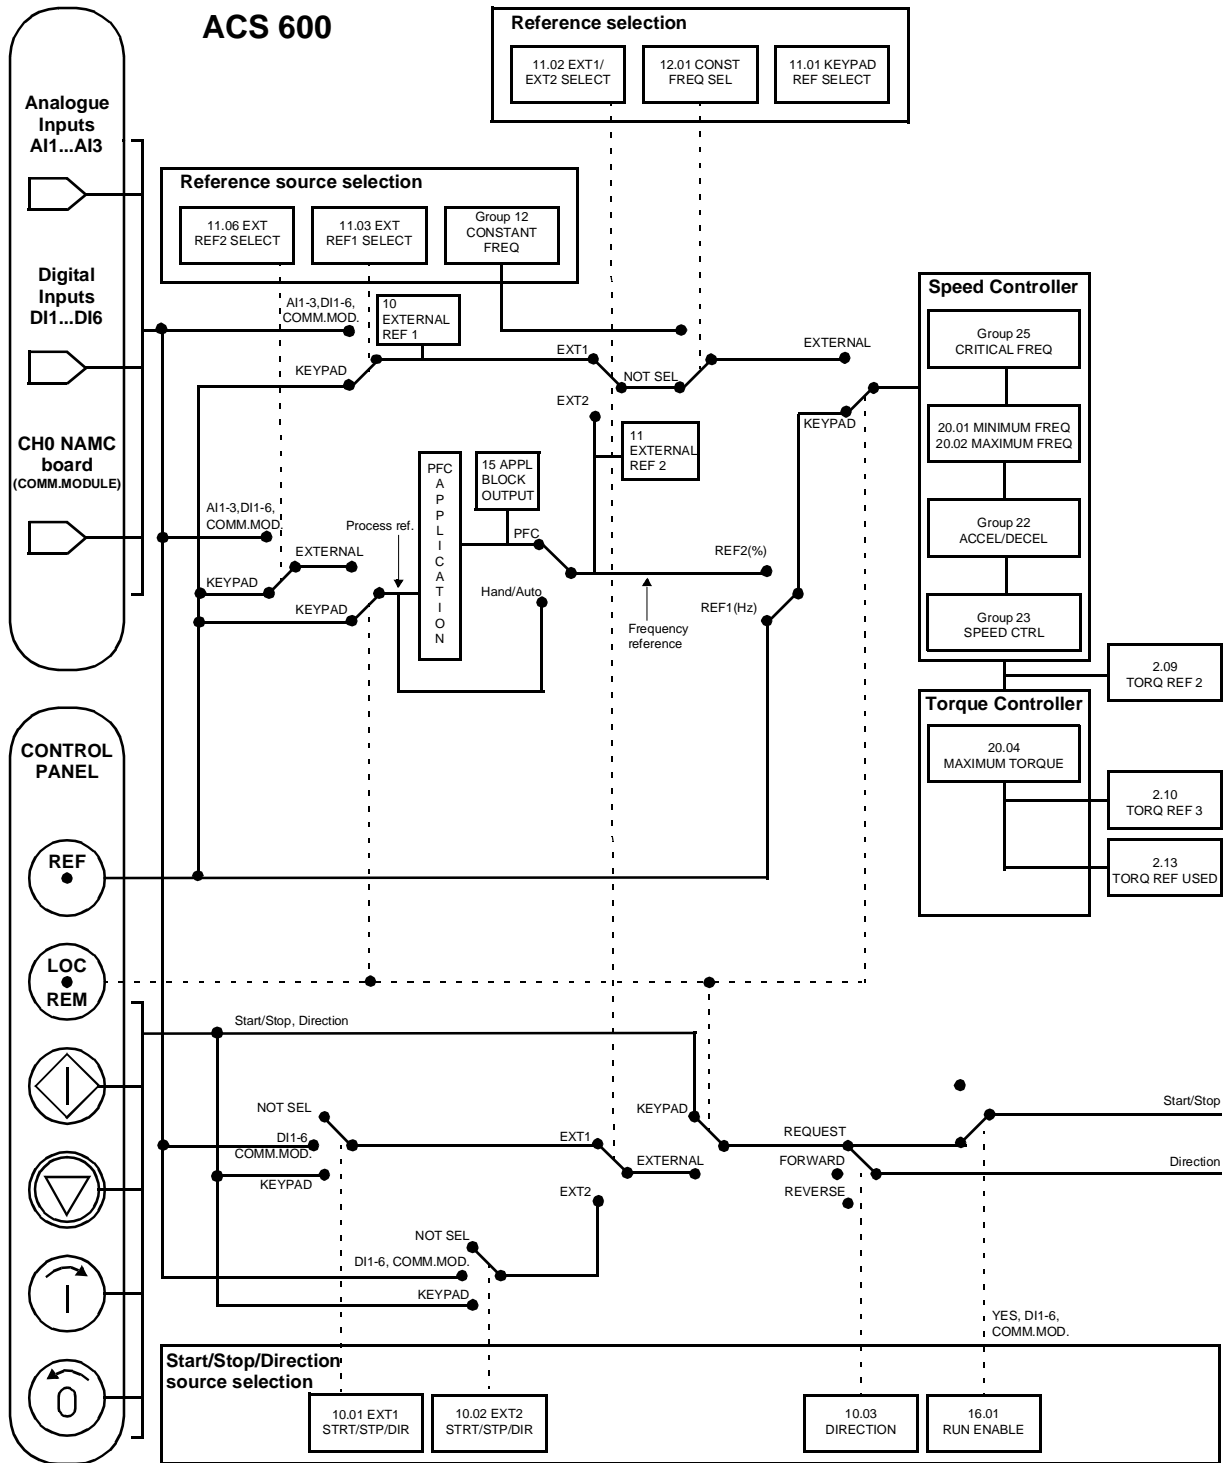 ACS 600
Reference selection
11.02 EXT1/
EXT2 SELECT
12.01 CONST
FREQ SEL
11.01 KEYPAD
REF SELECT
Analogue
Inputs
AI1...AI3
Reference source selection
11.06 EXT
REF2 SELECT
11.03 EXT
REF1 SELECT
Group 12
CONSTANT
FREQ
Digital
Inputs
DI1...DI6
AI1-3,DI1-6,
COMM.MOD.
10
EXTERNAL
REF 1
KEYPAD
EXT1
NOT SEL
EXTERNAL
KEYPAD
EXT2
11
EXTERNAL
REF 2
Speed Controller
Group 25
CRITICAL FREQ
20.01 MINIMUM FREQ
20.02 MAXIMUM FREQ
Group 22
ACCEL/DECEL
Group 23
SPEED CTRL
CH0 NAMC
board
(COMM.MODULE)
AI1-3,DI1-6,
COMM.MOD.
EXTERNAL
KEYPAD
KEYPAD
Process ref.
PFC
A
P
P
L
I
C
A
T
I
O
N
15 APPL
BLOCK
OUTPUT
PFC
Hand/Auto
REF2(%)
REF1(Hz)
Frequency
reference
2.09
TORQ REF 2
Torque Controller
20.04
MAXIMUM TORQUE
2.10
TORQ REF 3
2.13
TORQ REF USED
CONTROL
PANEL
REF
LOC
REM
Start/Stop, Direction
NOT SEL
DI1-6
COMM.MOD.
KEYPAD
EXT1
EXT2
KEYPAD
EXTERNAL
REQUEST
FORWARD
REVERSE
Start/Stop
Direction
NOT SEL
DI1-6, COMM.MOD.
KEYPAD
YES, DI1-6,
COMM.MOD.
Start/Stop/Direction
source selection
10.01 EXT1
STRT/STP/DIR
10.02 EXT2
STRT/STP/DIR
10.03
DIRECTION
16.01
RUN ENABLE